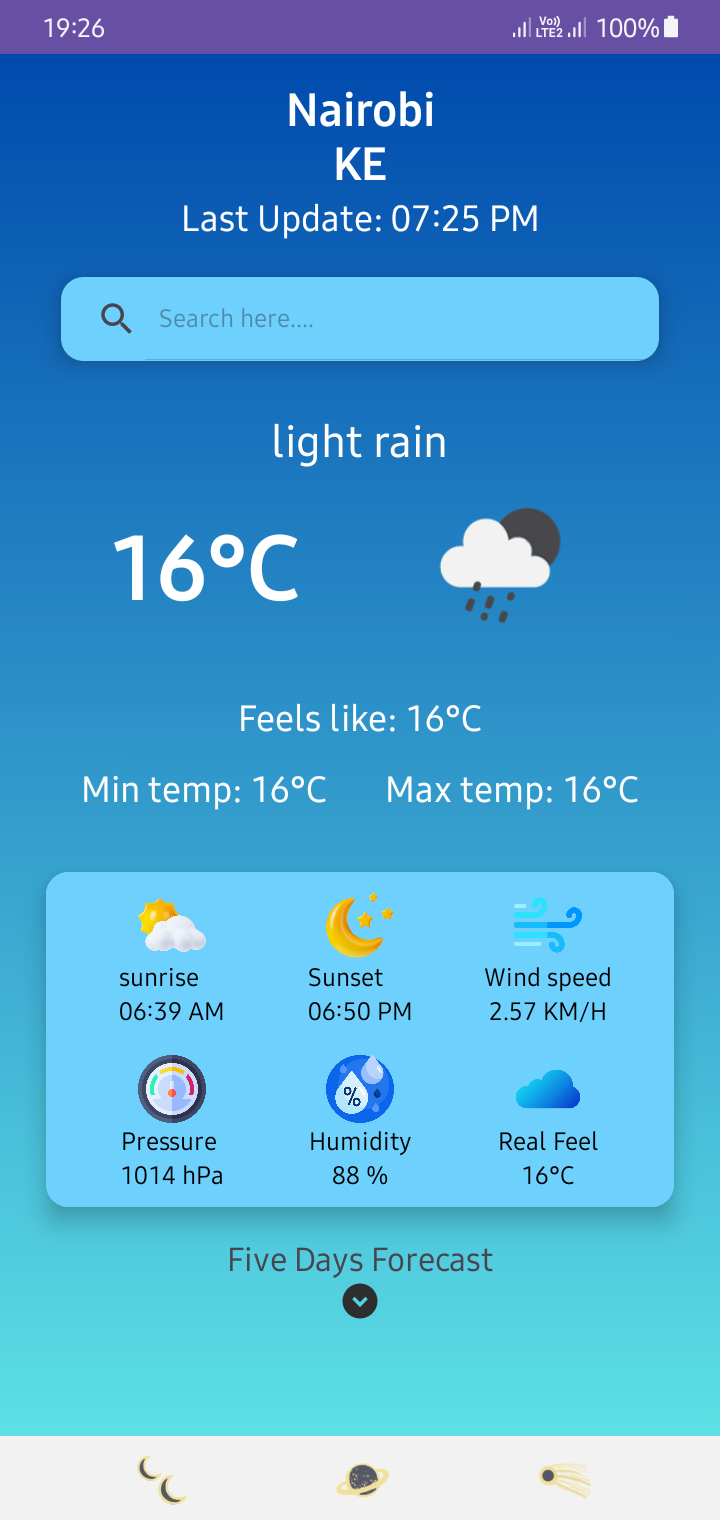 19:26
Vo))
LTE2
100%
Nairobi
KE
Last Update: 07:25 PM
Search here....
light rain
16°C
Feels like: 16°C
Min temp: 16°C Max temp: 16°C
sunrise Sunset Wind speed
06:39 AM 06:50 PM 2.57 KM/H
%
Pressure Humidity Real Feel
1014 hPa 88 % 16°C
Five Days Forecast